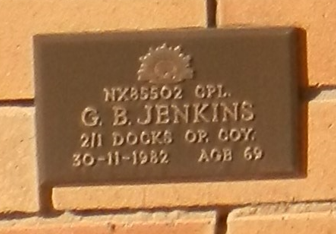 NX85502 CPL.
G. B. JENKINS
2/1 DOCKS OP. COY.
30-11-1982 AGE 69